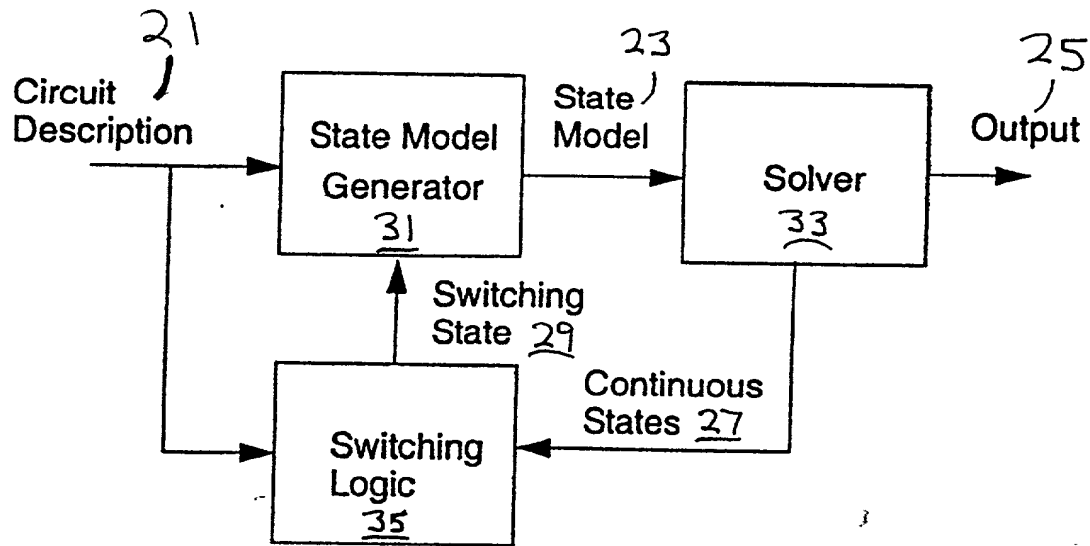 21
Circuit
Description
State Model
Generator
31
23
State
Model
Solver
33
25
Output
Switching
State 29
Continuous
States 27
Switching
Logic
35